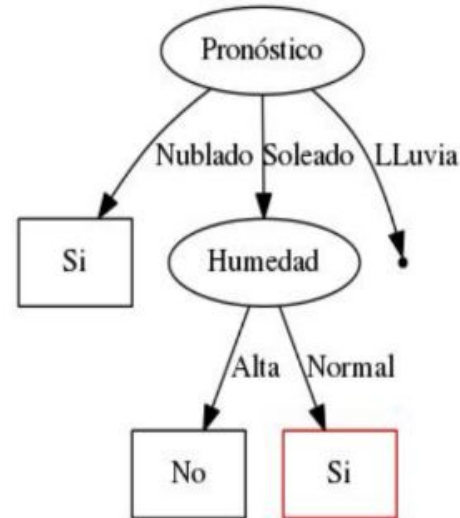 Pronóstico
Nublado Soleado LLuvia
Si Humedad
Alta Normal
No Si